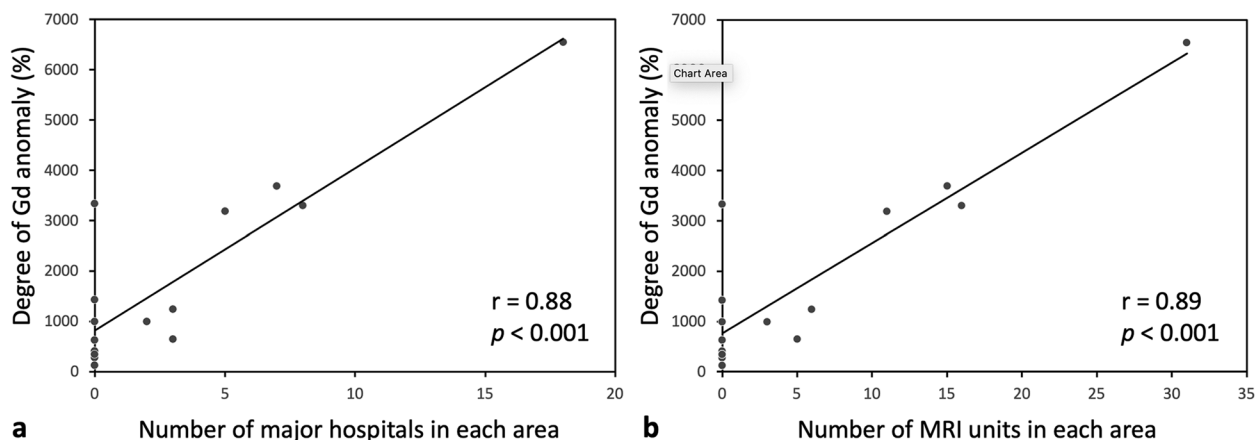 Degree of Gd anomaly (%)
7000
6000
5000
4000
3000
2000
1000
0
0 5 10 15 20
r = 0.88
p < 0.001
a
Number of major hospitals in each area
Degree of Gd anomaly (%)
7000
Chart Area
5000
4000
3000
2000
1000
0
0 5 10 15 20 25 30 35
r = 0.89
p < 0.001
b
Number of MRI units in each area